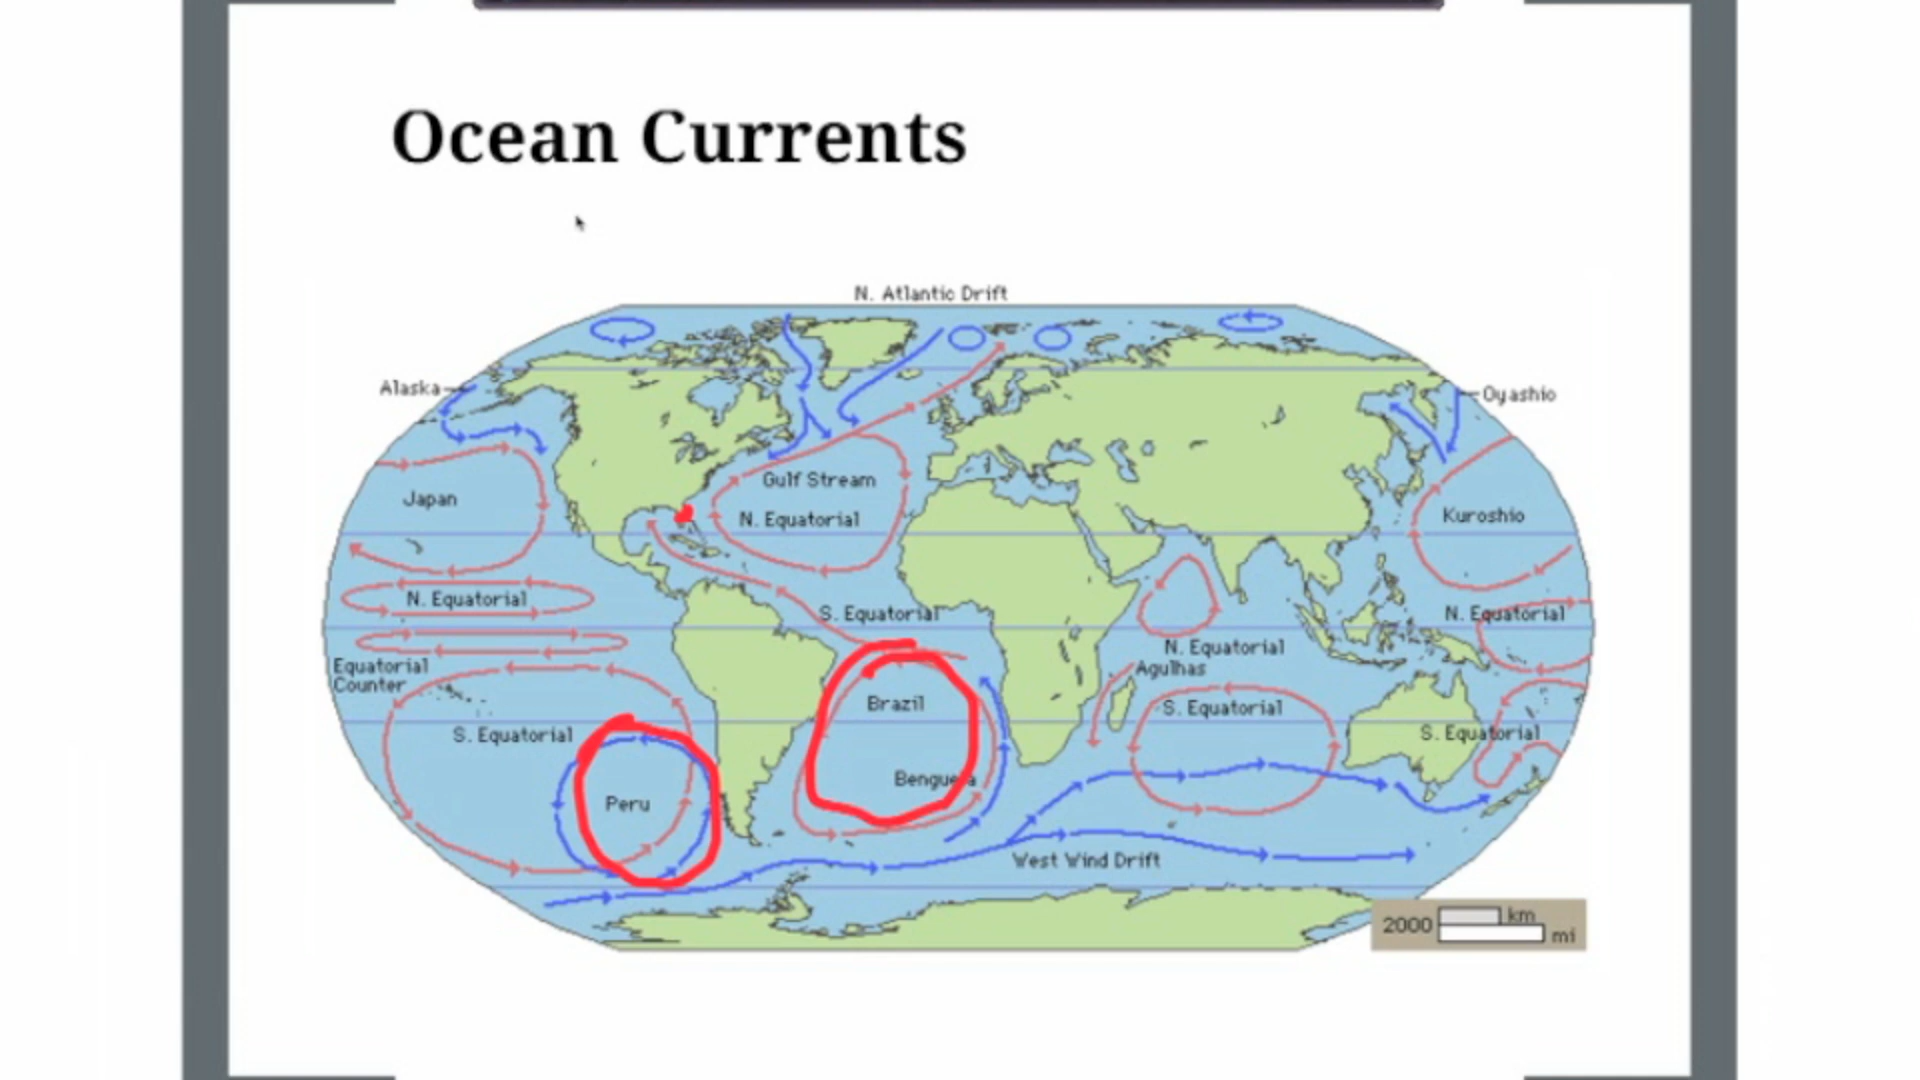 Ocean Currents
N. Atlantic Drift
Alaska
Oyashio
Gulf Stream
Japan
N. Equatorial
Kuroshio
N. Equatorial
S. Equatorial
N. Equatorial
N. Equatorial
Equatorial
Counter
Agulhas
Brazil
S. Equatorial
S. Equatorial
S. Equatorial
Benguela
Peru
West Wind Drift
2000 km
mi